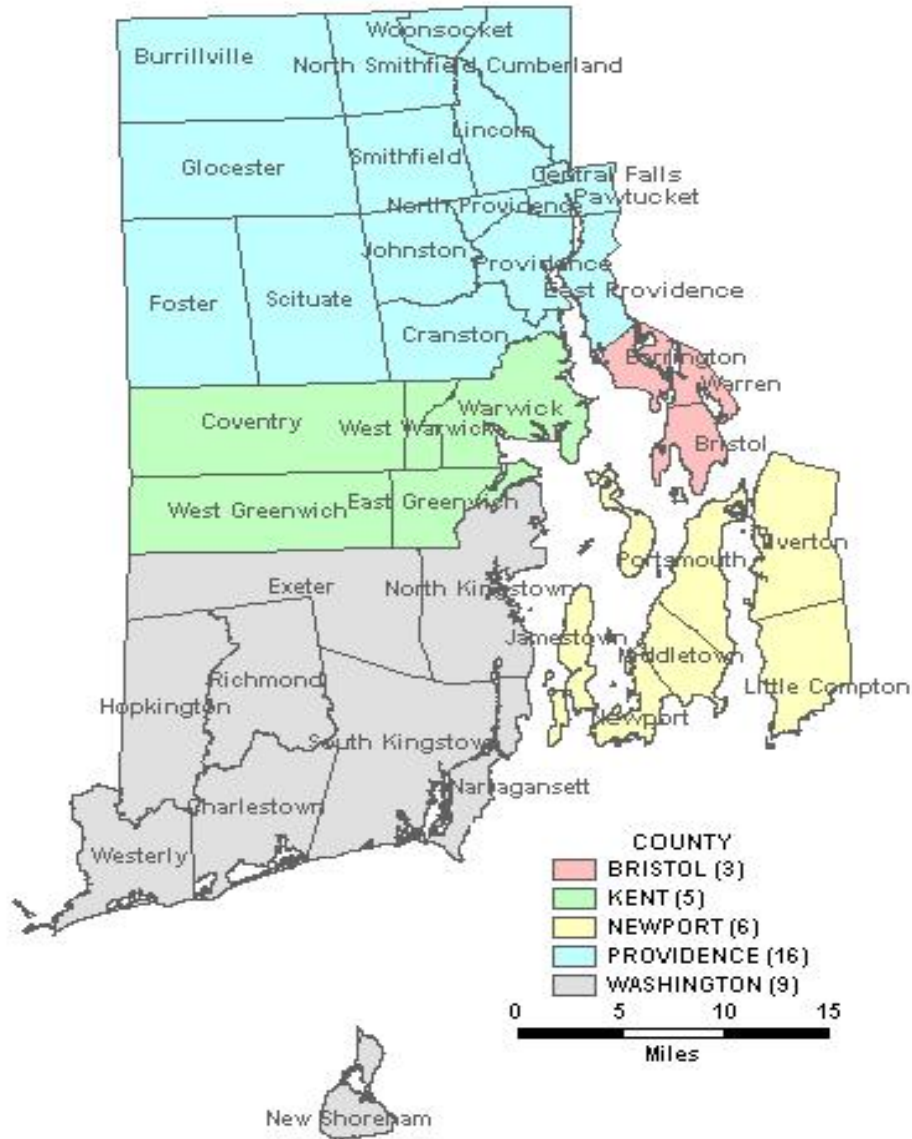 Woonsocket
Burrillville
North Smithfield Cumberland
Lincoln
Smithfield
Glocester
Central Falls
Pawtucket
North Providence
Johnston
Providence
East Providence
Foster
Scituate
Cranston
Barrington
Warren
Warwick
Coventry
West Warwick
Bristol
East Greenwich
West Greenwich
Tiverton
Portsmouth
Exeter
North Kingstown
Jamestown
Middletown
Richmond
Little Compton
Hopkington
Newport
South Kingstown
Narragansett
Charlestown
Westerly
COUNTY
BRISTOL (3)
KENT (5)
NEWPORT (6)
PROVIDENCE (16)
WASHINGTON (9)
0 5 10 15
Miles
New Shoreham